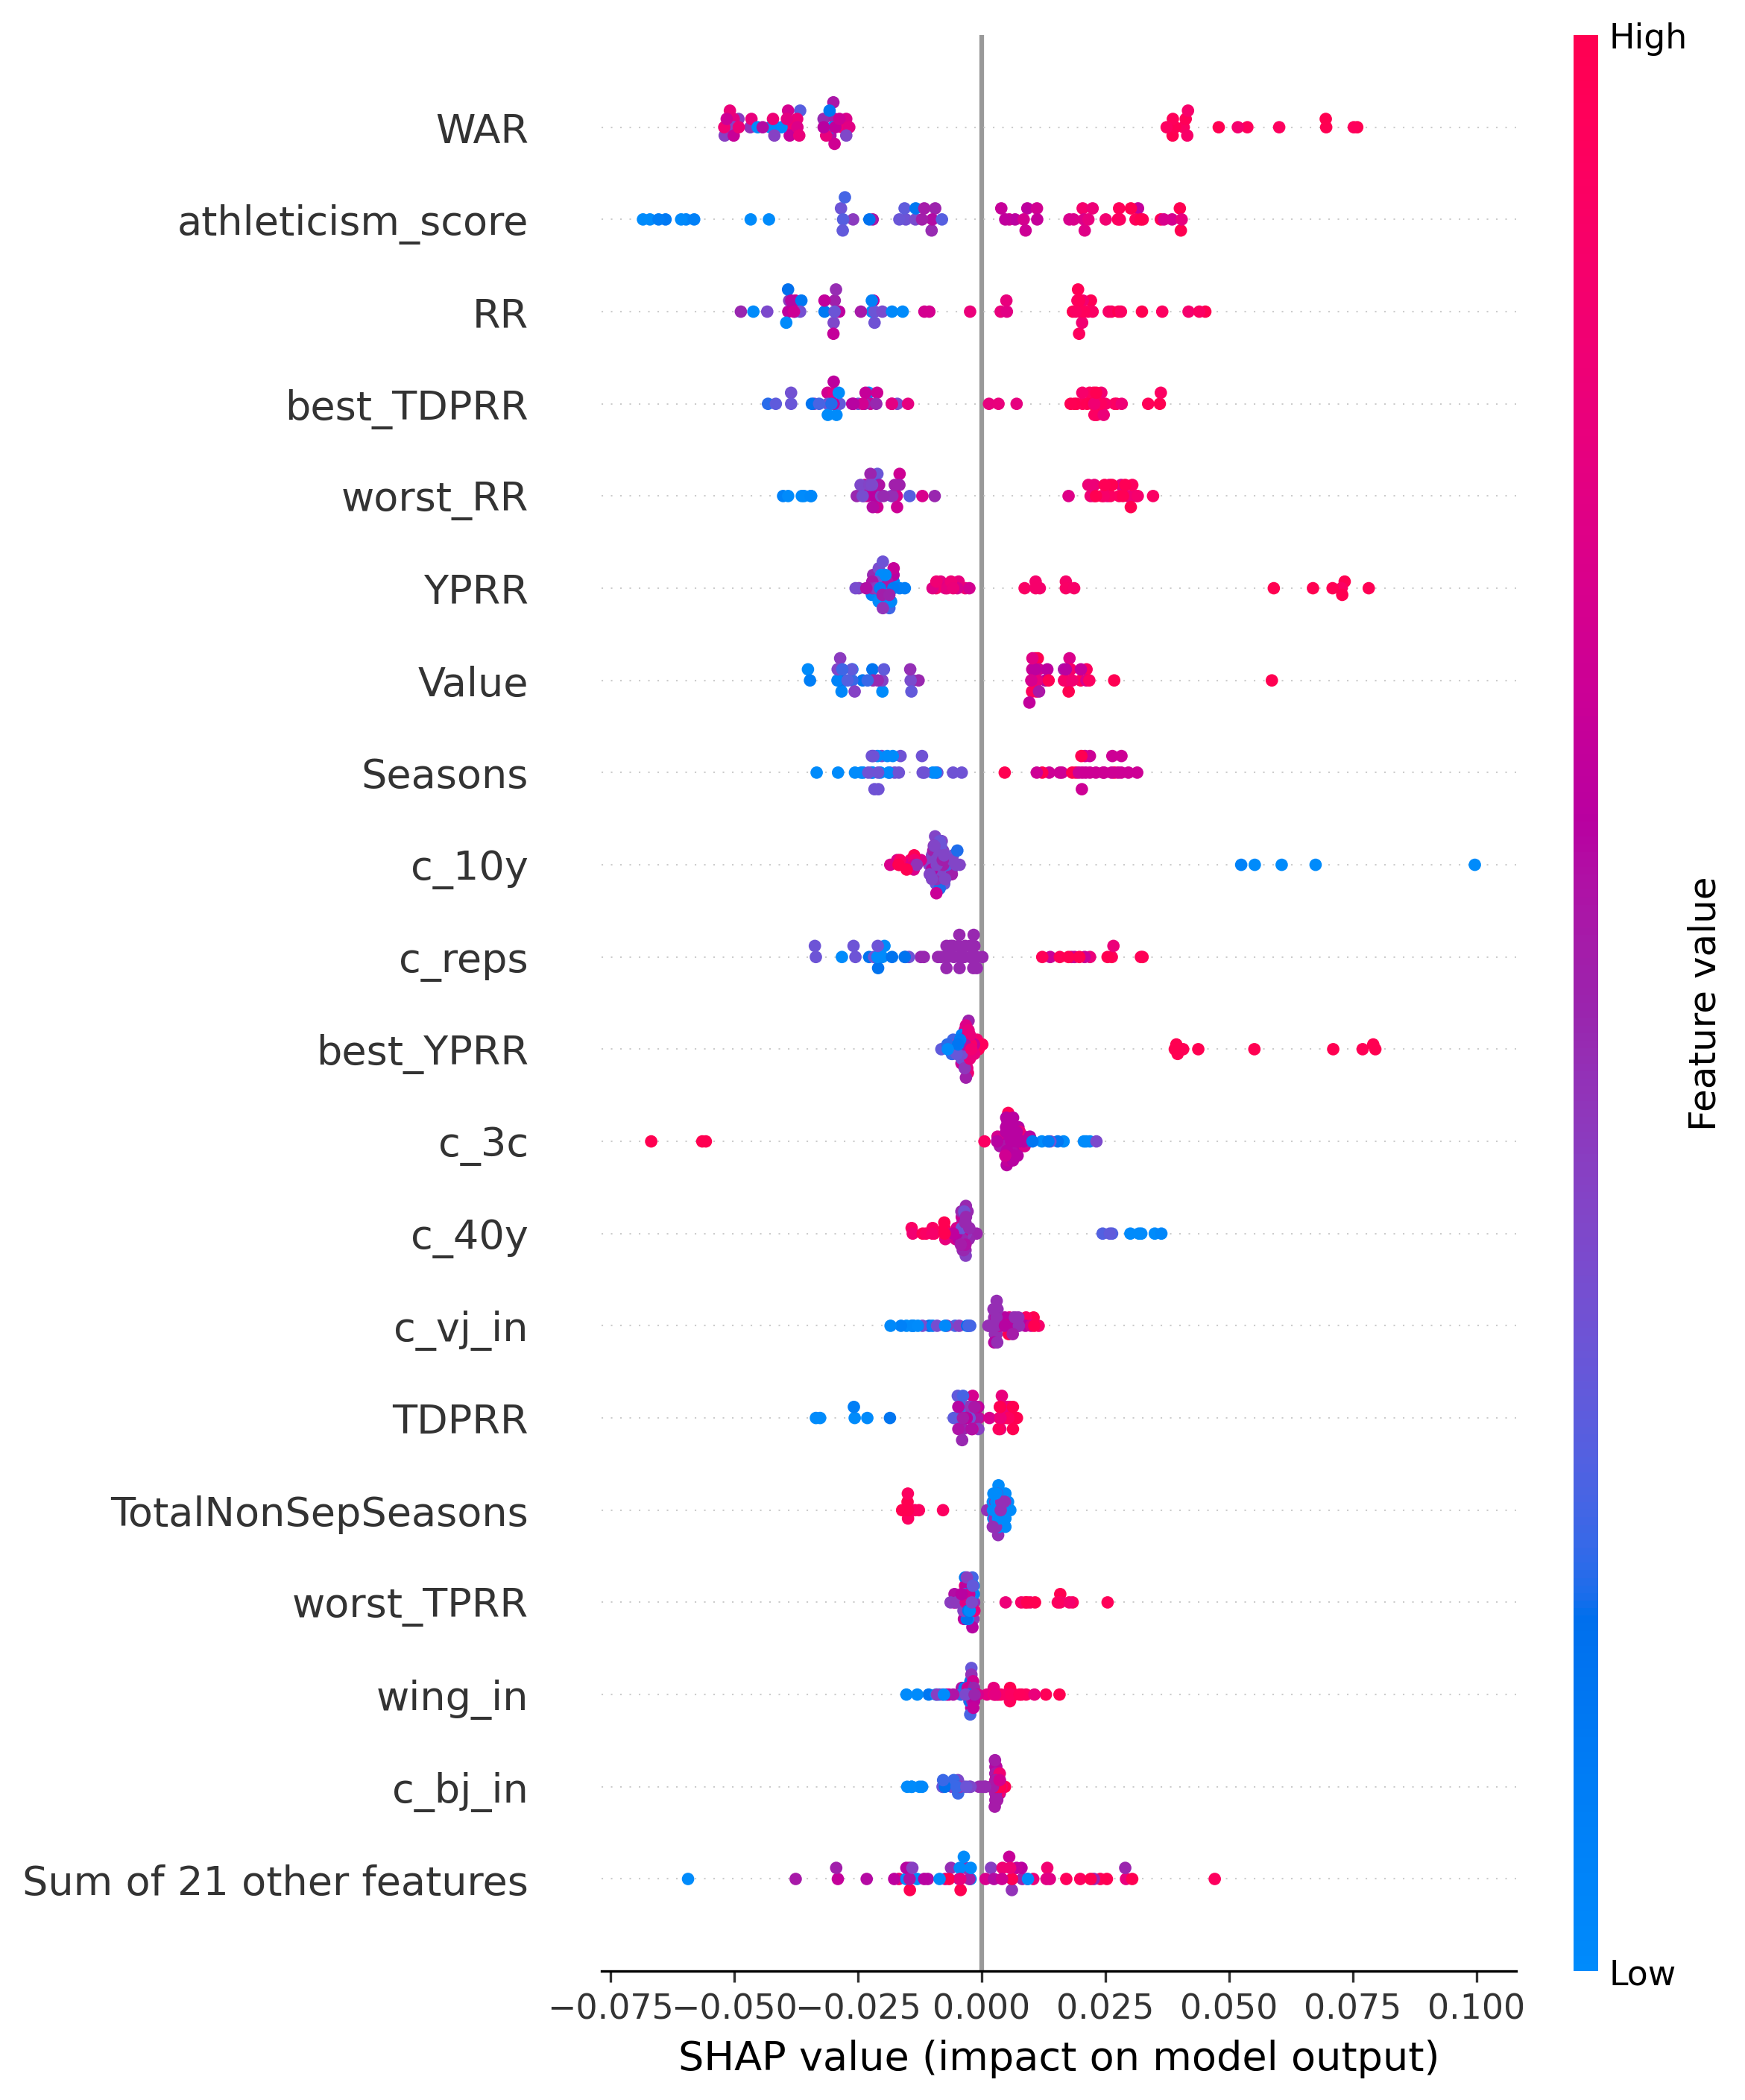 High
WAR
athleticism_score
RR
best_TDPRR
worst_RR
YPRR
Value
Seasons
c_10y
c_reps
best_YPRR
c_3c
c_40y
c_vj_in
TDPRR
TotalNonSepSeasons
worst_TPRR
wing_in
c_bj_in
Sum of 21 other features
Feature value
Low
−0.075 −0.050 −0.025 0.000 0.025 0.050 0.075 0.100
SHAP value (impact on model output)